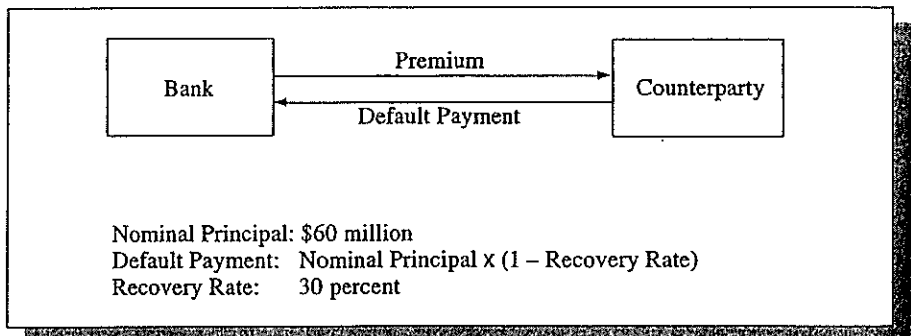 Premium
Bank
Counterparty
Default Payment
Nominal Principal: $60 million
Default Payment: Nominal Principal x (1 – Recovery Rate)
Recovery Rate: 30 percent